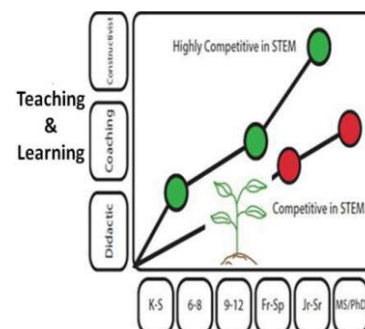 Constructivist
Coaching
Didactic
Teaching
&
Learning
Highly Competitive in STEM
Competitive in STEM
K-S
6-8
9-12
Fr-Sp
Jr-Sr
MS/PhD